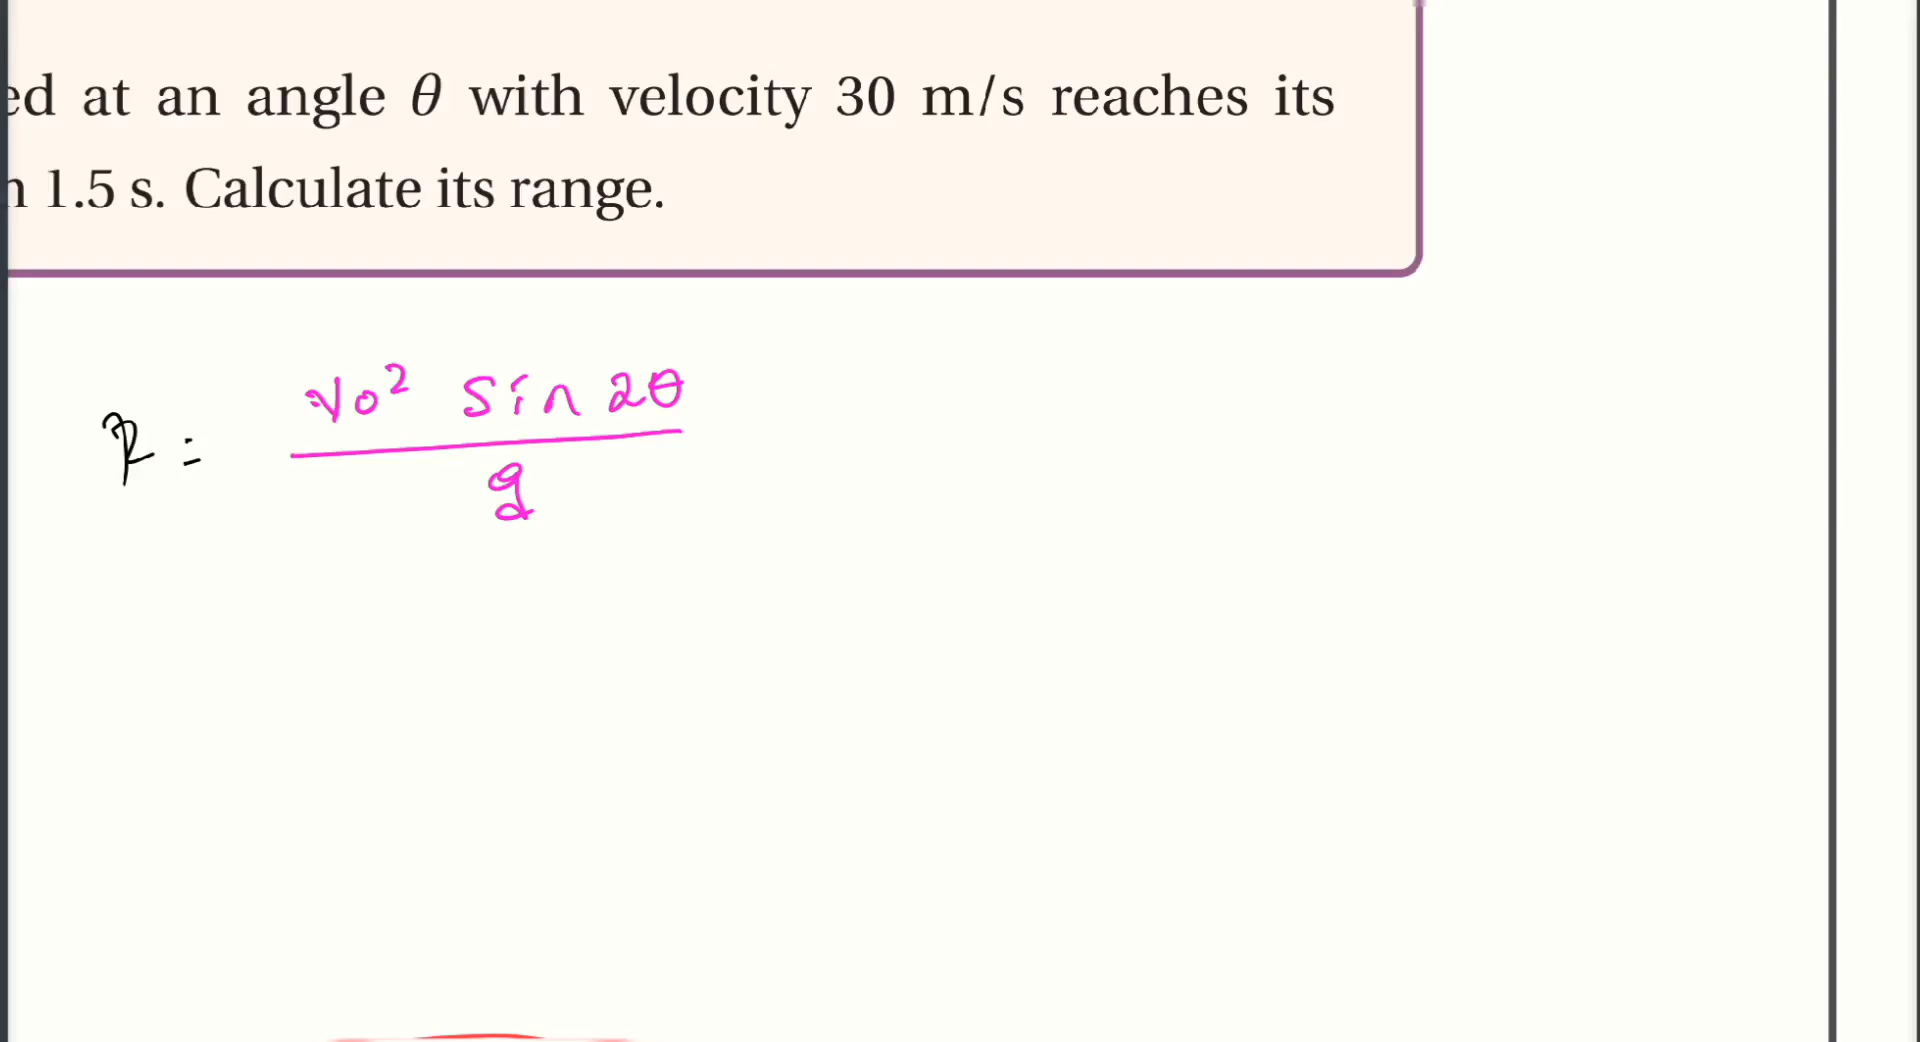 ed at an angle θ with velocity 30 m/s reaches its
n 1.5 s. Calculate its range.
R = v₀² sin 2θ / g